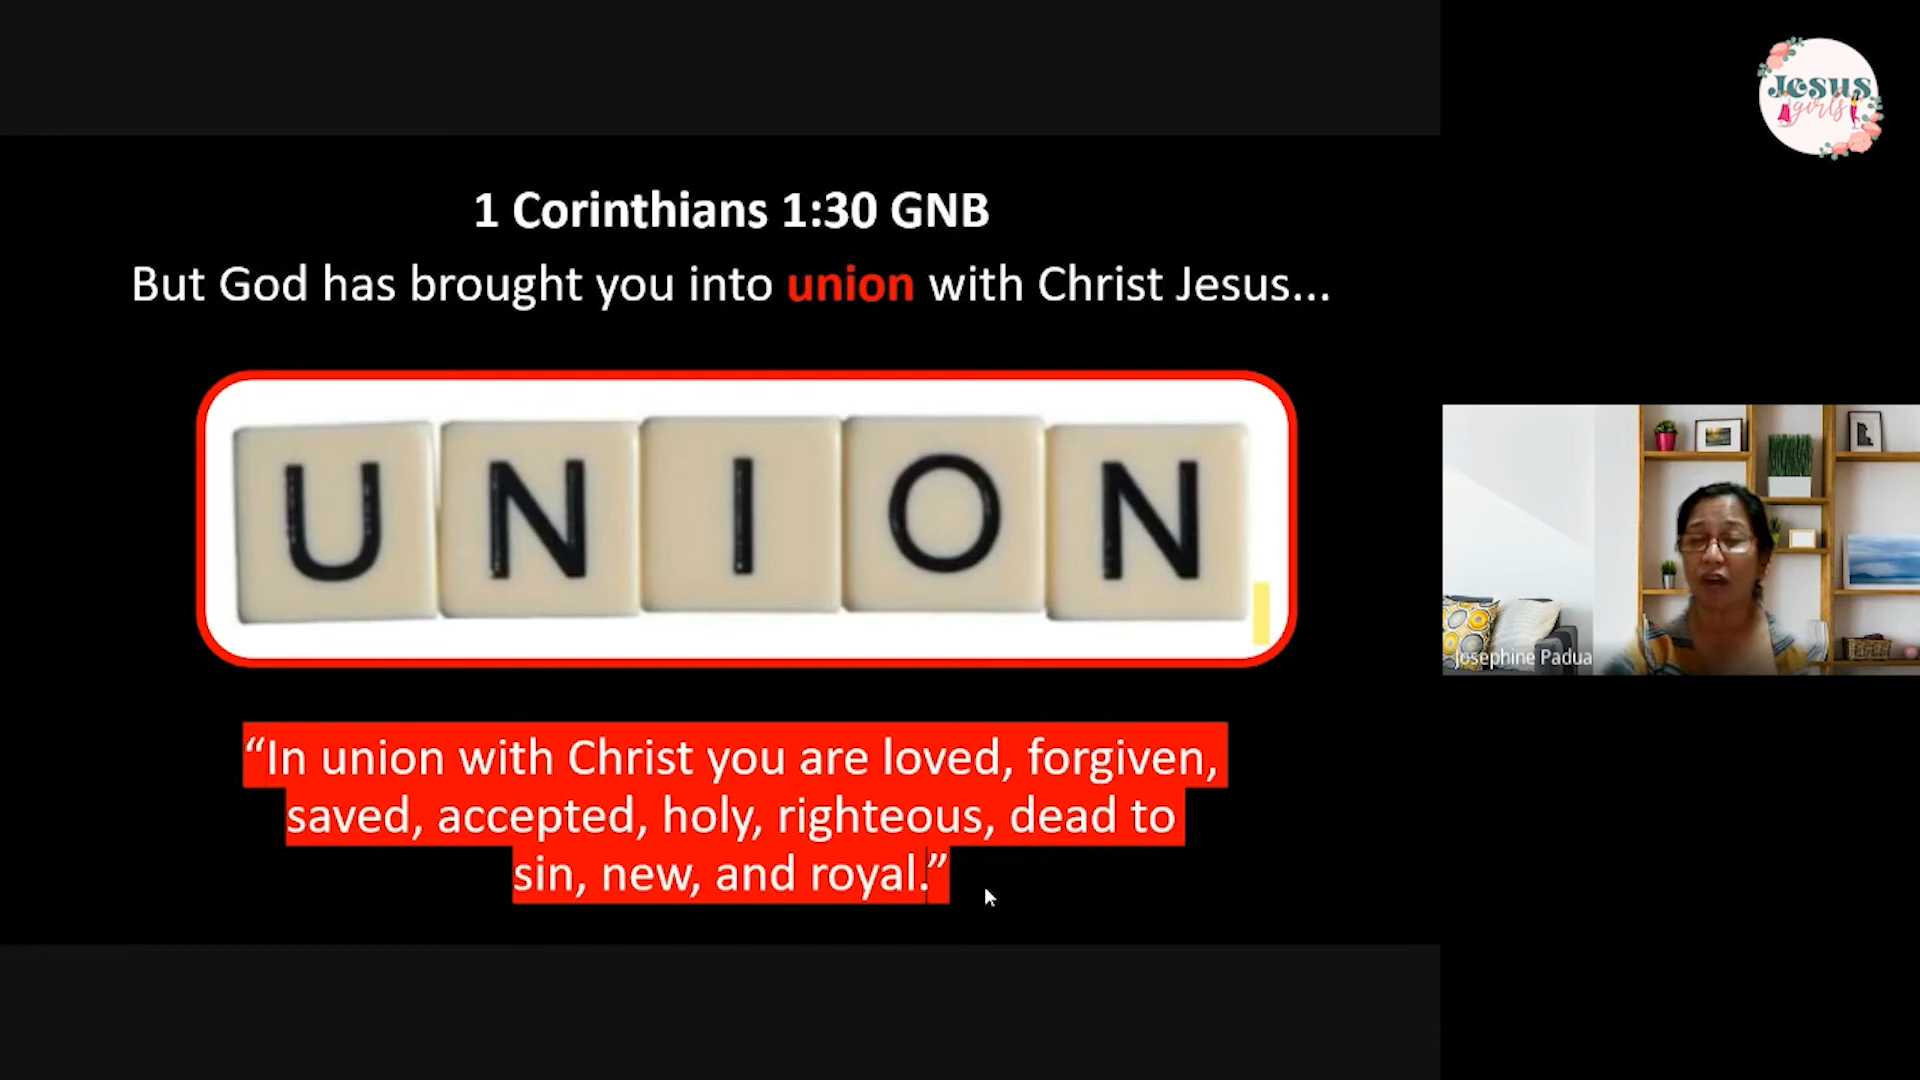 Jesus
girls
1 Corinthians 1:30 GNB
But God has brought you into union with Christ Jesus...
UNION
“In union with Christ you are loved, forgiven,
saved, accepted, holy, righteous, dead to
sin, new, and royal.”
Josephine Padua